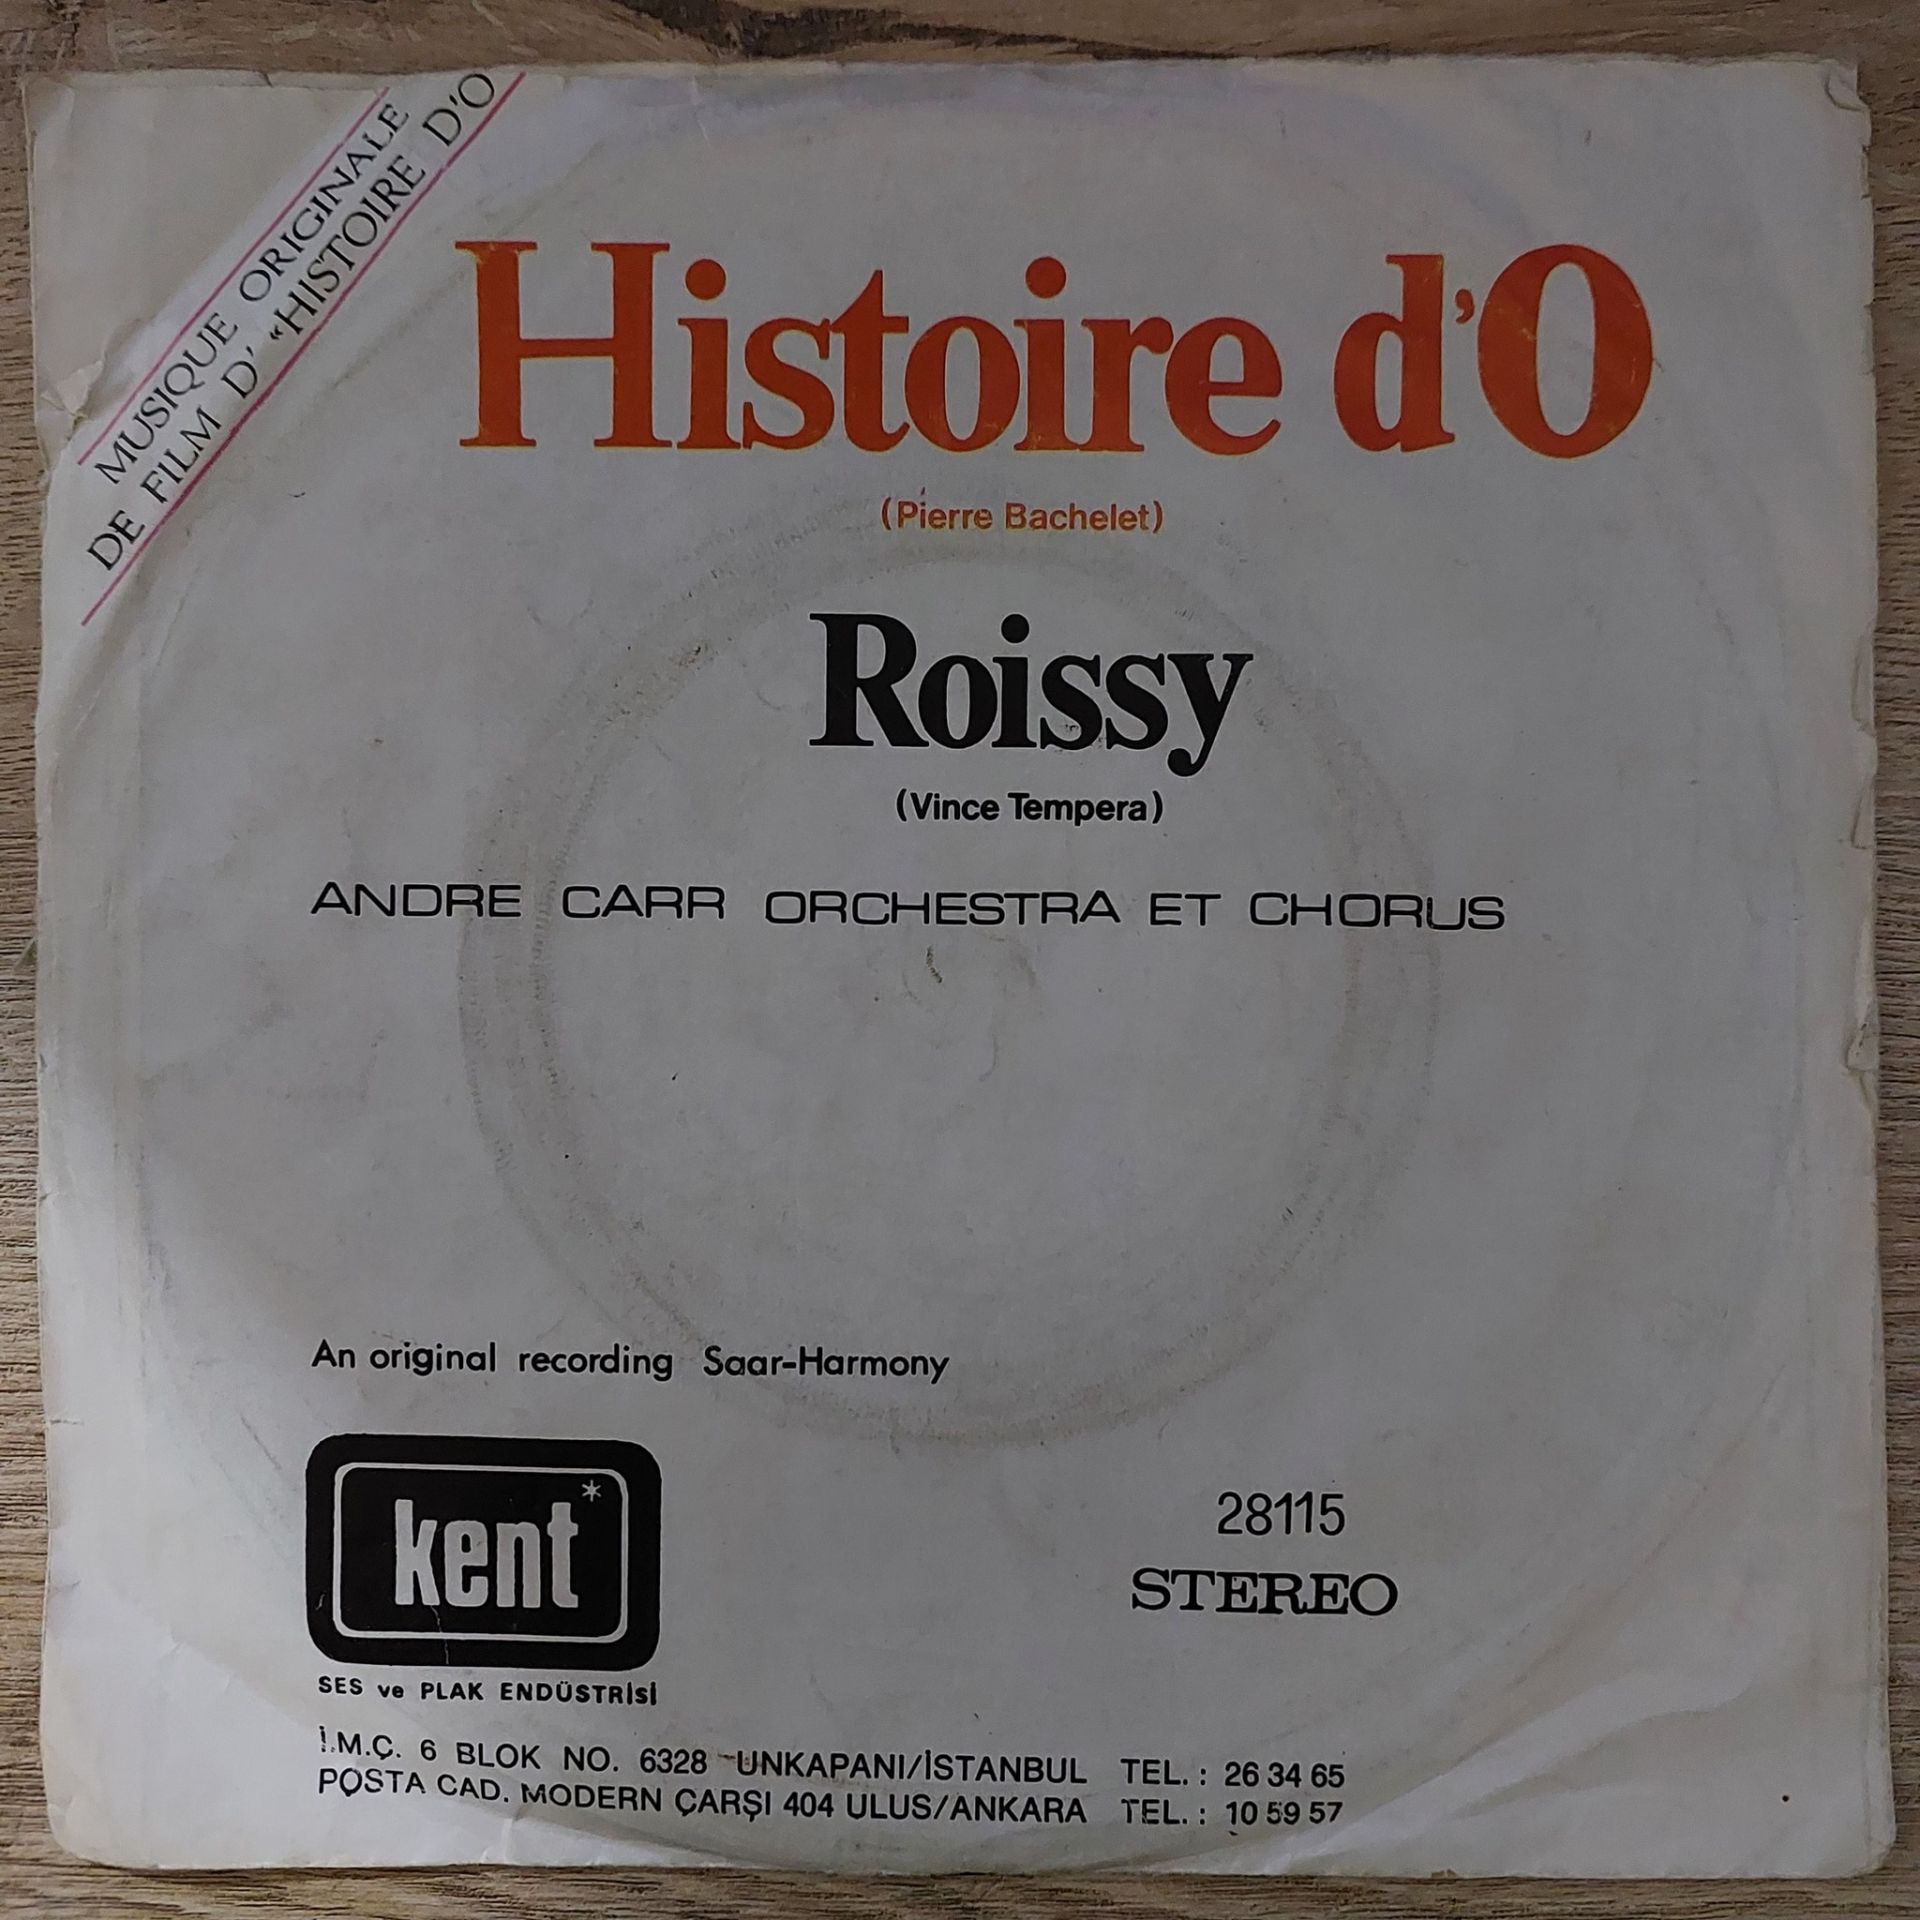 MUSIQUE ORIGINALE
DE FILM D' «HISTOIRE D'O
Histoire d'O
(Pierre Bachelet)
Roissy
(Vince Tempera)
ANDRE CARR ORCHESTRA ET CHORUS
An original recording Saar-Harmony
kent*
SES ve PLAK ENDÜSTRİSİ
28115
STEREO
İ.M.Ç. 6 BLOK NO. 6328 UNKAPANI/İSTANBUL TEL.: 26 34 65
POSTA CAD. MODERN ÇARŞI 404 ULUS/ANKARA TEL.: 10 59 57